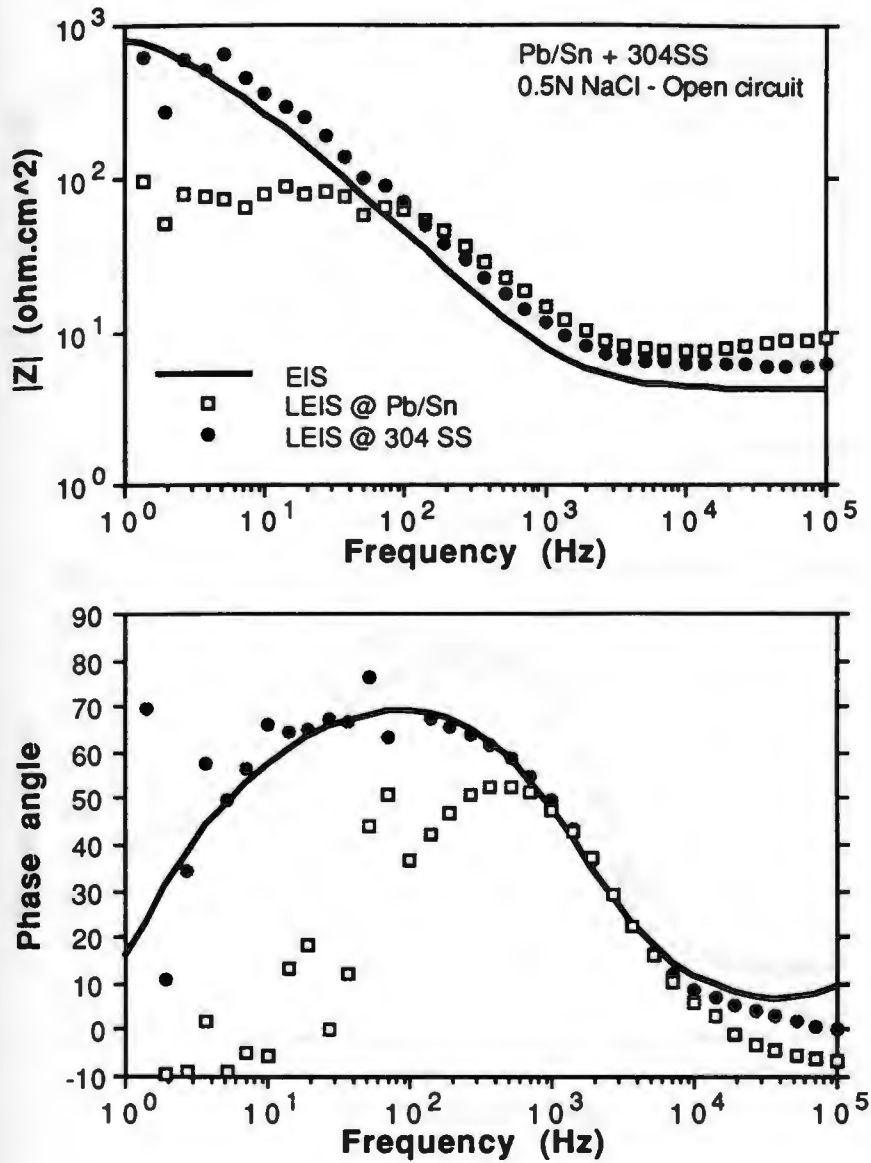 10^3
Pb/Sn + 304SS
0.5N NaCl - Open circuit
10^2
|Z| (ohm.cm^2)
10^1
EIS
LEIS @ Pb/Sn
LEIS @ 304 SS
10^0
10^0 10^1 10^2 10^3 10^4 10^5
Frequency (Hz)
90
80
70
60
50
40
30
20
10
0
-10
Phase angle
10^0 10^1 10^2 10^3 10^4 10^5
Frequency (Hz)